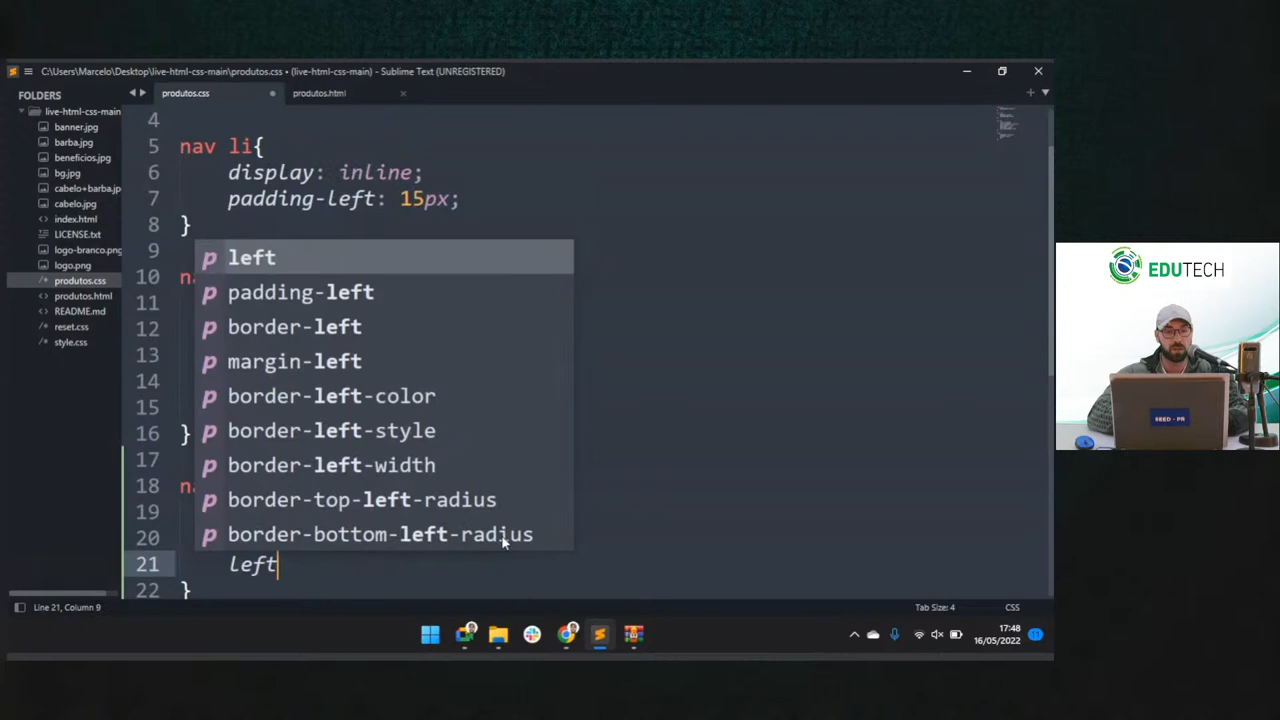 C:\Users\Marcelo\Desktop\live-html-css-main\produtos.css • (live-html-css-main) - Sublime Text (UNREGISTERED)
FOLDERS
live-html-css-main
banner.jpg
barba.jpg
beneficios.jpg
bg.jpg
cabelo+barba.jp
cabelo.jpg
index.html
LICENSE.txt
logo-branco.png
logo.png
produtos.css
produtos.html
README.md
reset.css
style.css
produtos.css produtos.html
4
5 nav li{
6 display: inline;
7 padding-left: 15px;
8 }
9
10 na
11
12
13
14
15
16 }
17
18 na
19
20
21 left
22 }
p left
p padding-left
p border-left
p margin-left
p border-left-color
p border-left-style
p border-left-width
p border-top-left-radius
p border-bottom-left-radius
Line 21, Column 9
Tab Size: 4 CSS
17:48
16/05/2022
11
EDUTECH
SEED - PR